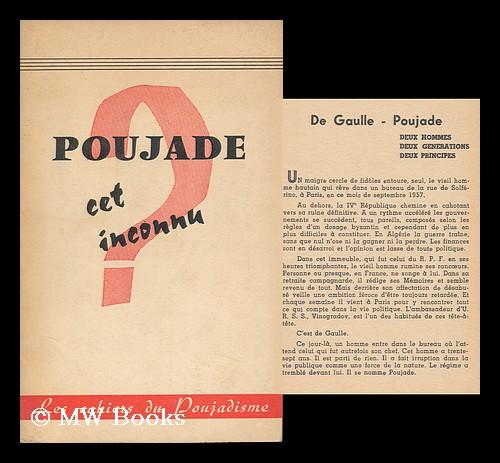 ?
POUJADE
cet
inconnu
Les cahiers du Poujadisme
© MW Books
De Gaulle - Poujade
DEUX HOMMES
DEUX GENERATIONS
DEUX PRINCIPES
UN maigre cercle de fidèles entoure, seul, le vieil hom-
me hautain qui rêve dans un bureau de la rue de Solfé-
rino, à Paris, en ce mois de septembre 1957.
Au dehors, la IVe République chemine en cahotant
vers sa ruine définitive. A un rythme accéléré les gouver-
nements se succèdent, tous pareils, composés selon les
règles d'un dosage byzantin et cependant de plus en
plus difficiles à constituer. En Algérie la guerre traîne,
sans que nul n'ose ni la gagner ni la perdre. Les finances
sont en désarroi et l'opinion est lasse de toute politique.
Dans cet immeuble, qui fut celui du R. P. F. en ses
heures triomphantes, le vieil homme rumine ses rancœurs.
Personne ou presque, en France, ne songe à lui. Dans sa
retraite campagnarde, il rédige ses Mémoires et semble
revenu de tout. Mais derrière son affectation de désabu-
sé veille une ambition féroce d'être toujours retardée. Et
chaque semaine il vient à Paris pour y rencontrer tout
ce qui compte dans la vie politique. L'ambassadeur d'U.
R. S. S., Vinogradov, est l'un des habitués de ces tête-à-
tête.
C'est de Gaulle.
Ce jour-là, un homme entre dans le bureau où l'at-
tend celui qui fut autrefois son chef. Cet homme a trente-
sept ans. Il est parti de rien. Il a fait irruption dans la
vie publique comme une force de la nature. Le régime a
tremblé devant lui. Il se nomme Poujade.